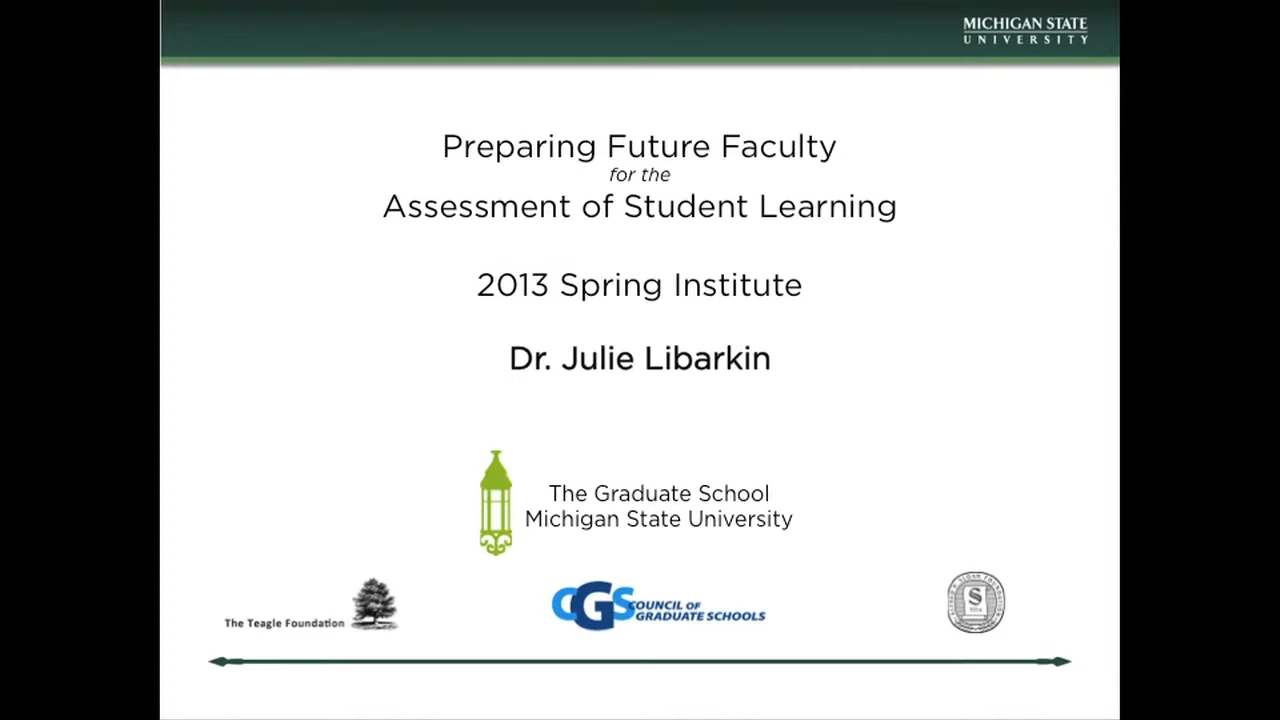 MICHIGAN STATE
UNIVERSITY
Preparing Future Faculty
for the
Assessment of Student Learning
2013 Spring Institute
Dr. Julie Libarkin
The Graduate School
Michigan State University
The Teagle Foundation
CGS COUNCIL OF
GRADUATE SCHOOLS
S